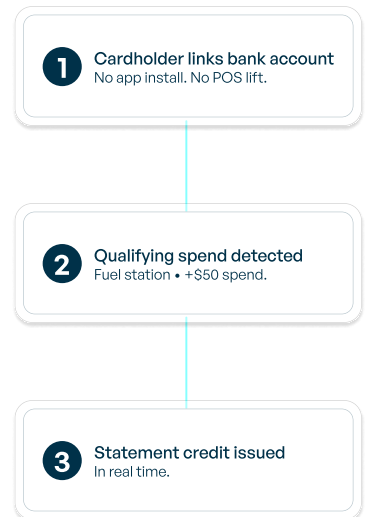 1
Cardholder links bank account
No app install. No POS lift.
2
Qualifying spend detected
Fuel station • +$50 spend.
3
Statement credit issued
In real time.